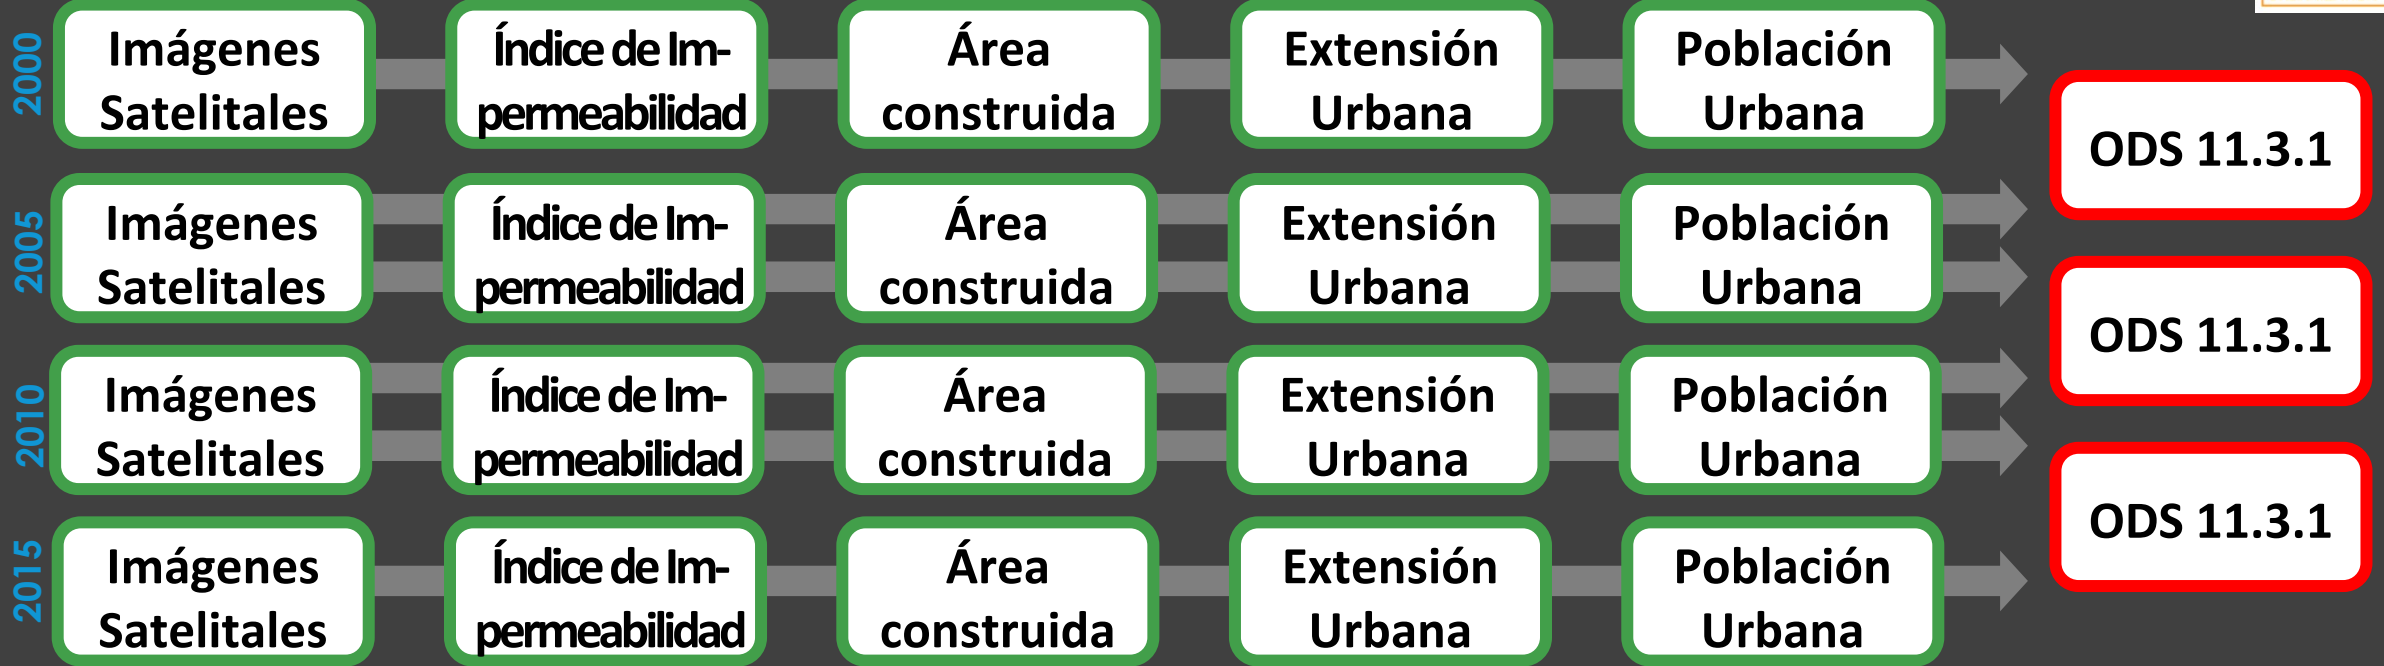 2000
Imágenes
Satelitales
Índice de Im-
permeabilidad
Área
construida
Extensión
Urbana
Población
Urbana
ODS 11.3.1
2005
Imágenes
Satelitales
Índice de Im-
permeabilidad
Área
construida
Extensión
Urbana
Población
Urbana
ODS 11.3.1
2010
Imágenes
Satelitales
Índice de Im-
permeabilidad
Área
construida
Extensión
Urbana
Población
Urbana
ODS 11.3.1
2015
Imágenes
Satelitales
Índice de Im-
permeabilidad
Área
construida
Extensión
Urbana
Población
Urbana